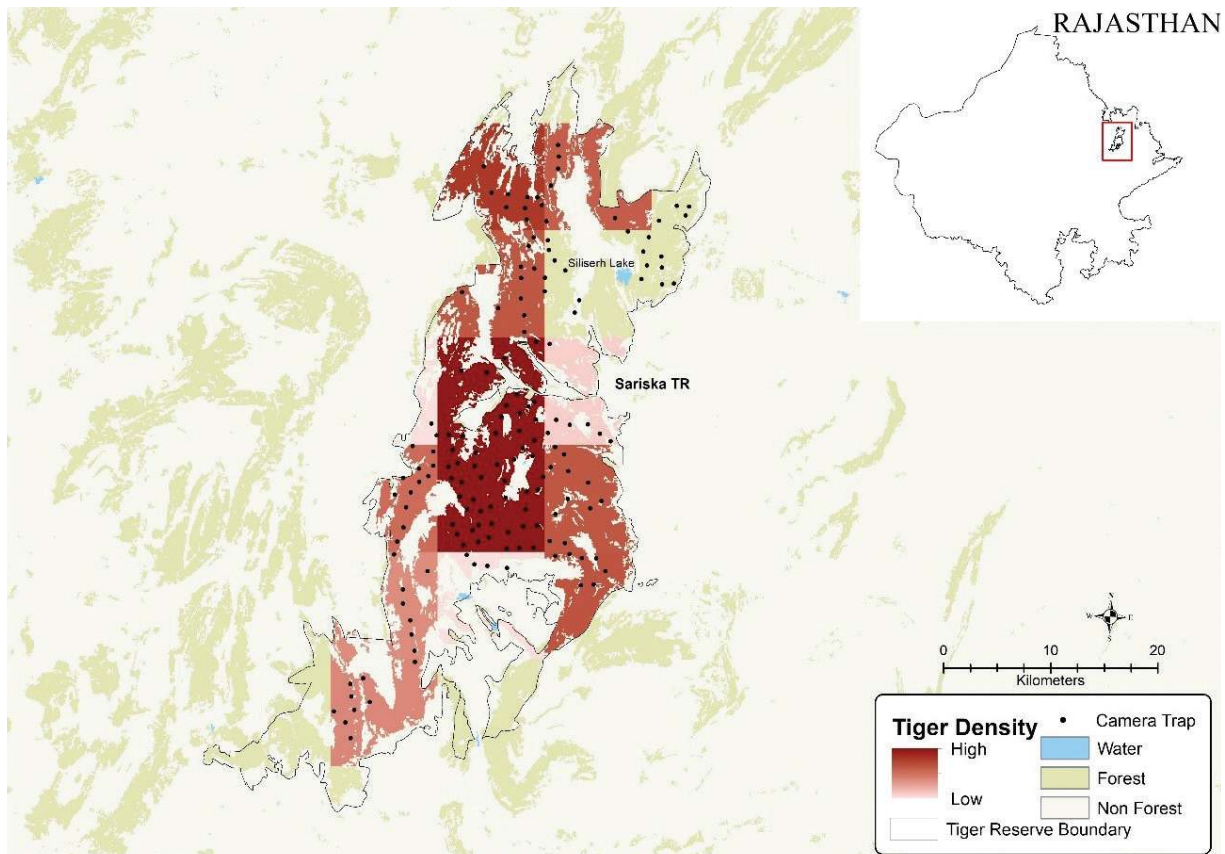 RAJASTHAN
Siliserh Lake
Sariska TR
N
W E
S
0 10 20
Kilometers
Tiger Density
High
Low
Tiger Reserve Boundary
Camera Trap
Water
Forest
Non Forest